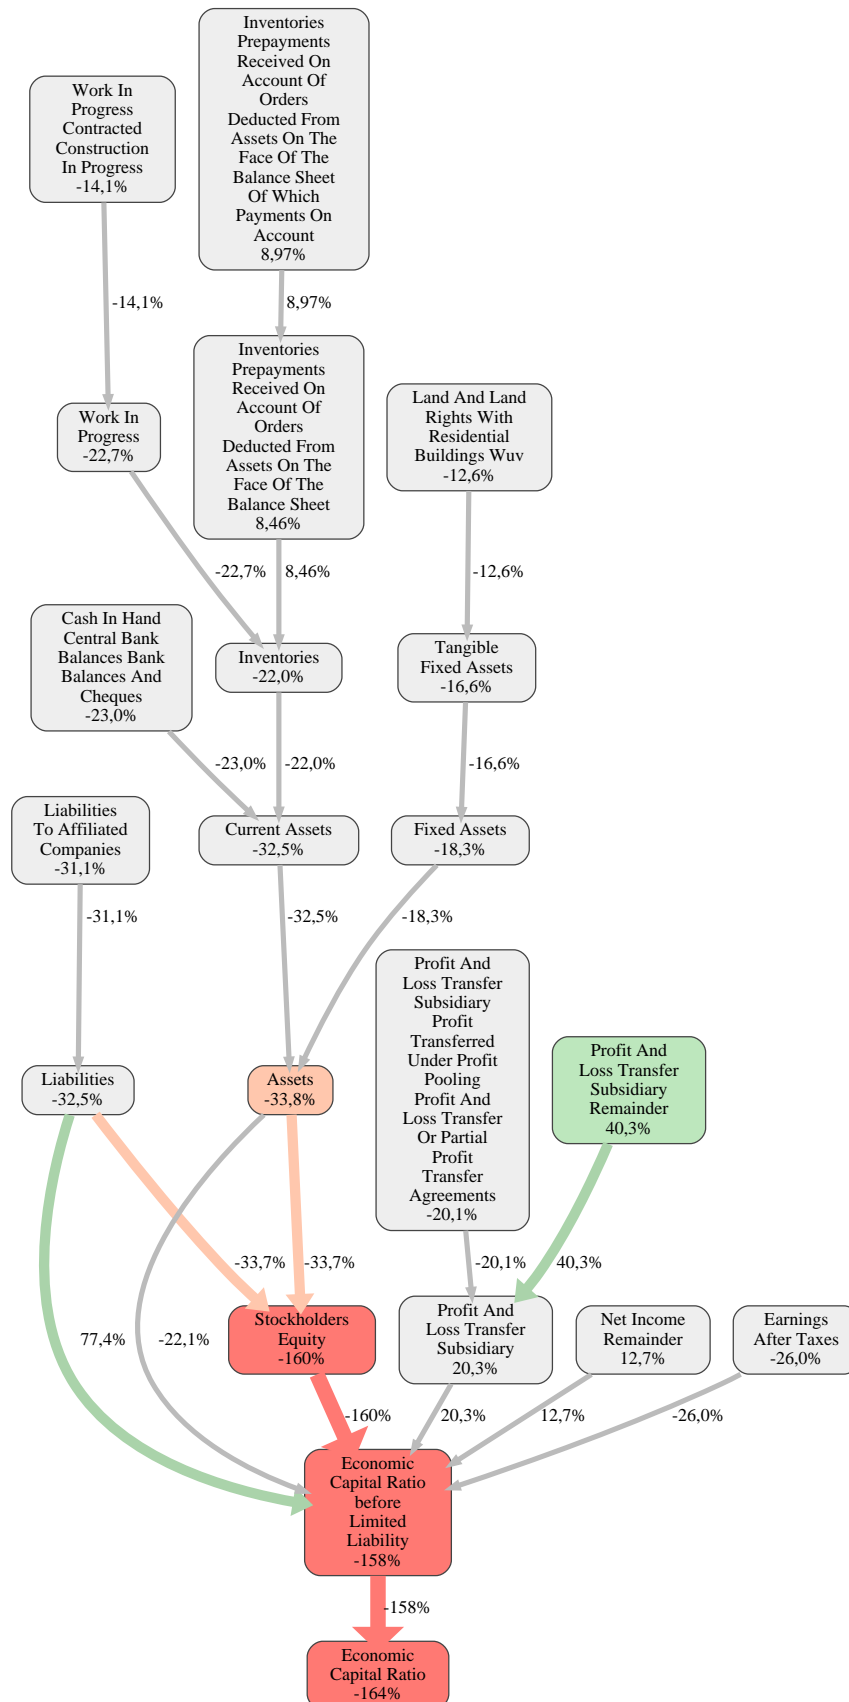 Inventories
Prepayments
Received On
Account Of
Orders
Deducted From
Assets On The
Face Of The
Balance Sheet
Of Which
Payments On
Account
8,97%
Work In
Progress
Contracted
Construction
In Progress
-14,1%
-14,1%
8,97%
Inventories
Prepayments
Received On
Account Of
Orders
Deducted From
Assets On The
Face Of The
Balance Sheet
8,46%
Land And Land
Rights With
Residential
Buildings Wuv
-12,6%
Work In
Progress
-22,7%
-22,7%
8,46%
-12,6%
Cash In Hand
Central Bank
Balances Bank
Balances And
Cheques
-23,0%
Inventories
-22,0%
Tangible
Fixed Assets
-16,6%
-23,0%
-22,0%
-16,6%
Liabilities
To Affiliated
Companies
-31,1%
Current Assets
-32,5%
Fixed Assets
-18,3%
-31,1%
-32,5%
-18,3%
Profit And
Loss Transfer
Subsidiary
Profit
Transferred
Under Profit
Pooling
Profit And
Loss Transfer
Or Partial
Profit
Transfer
Agreements
-20,1%
Profit And
Loss Transfer
Subsidiary
Remainder
40,3%
Liabilities
-32,5%
Assets
-33,8%
-33,7%
-33,7%
-20,1%
40,3%
77,4%
-22,1%
Stockholders
Equity
-160%
Profit And
Loss Transfer
Subsidiary
20,3%
Net Income
Remainder
12,7%
Earnings
After Taxes
-26,0%
-160%
20,3%
12,7%
-26,0%
Economic
Capital Ratio
before
Limited
Liability
-158%
-158%
Economic
Capital Ratio
-164%